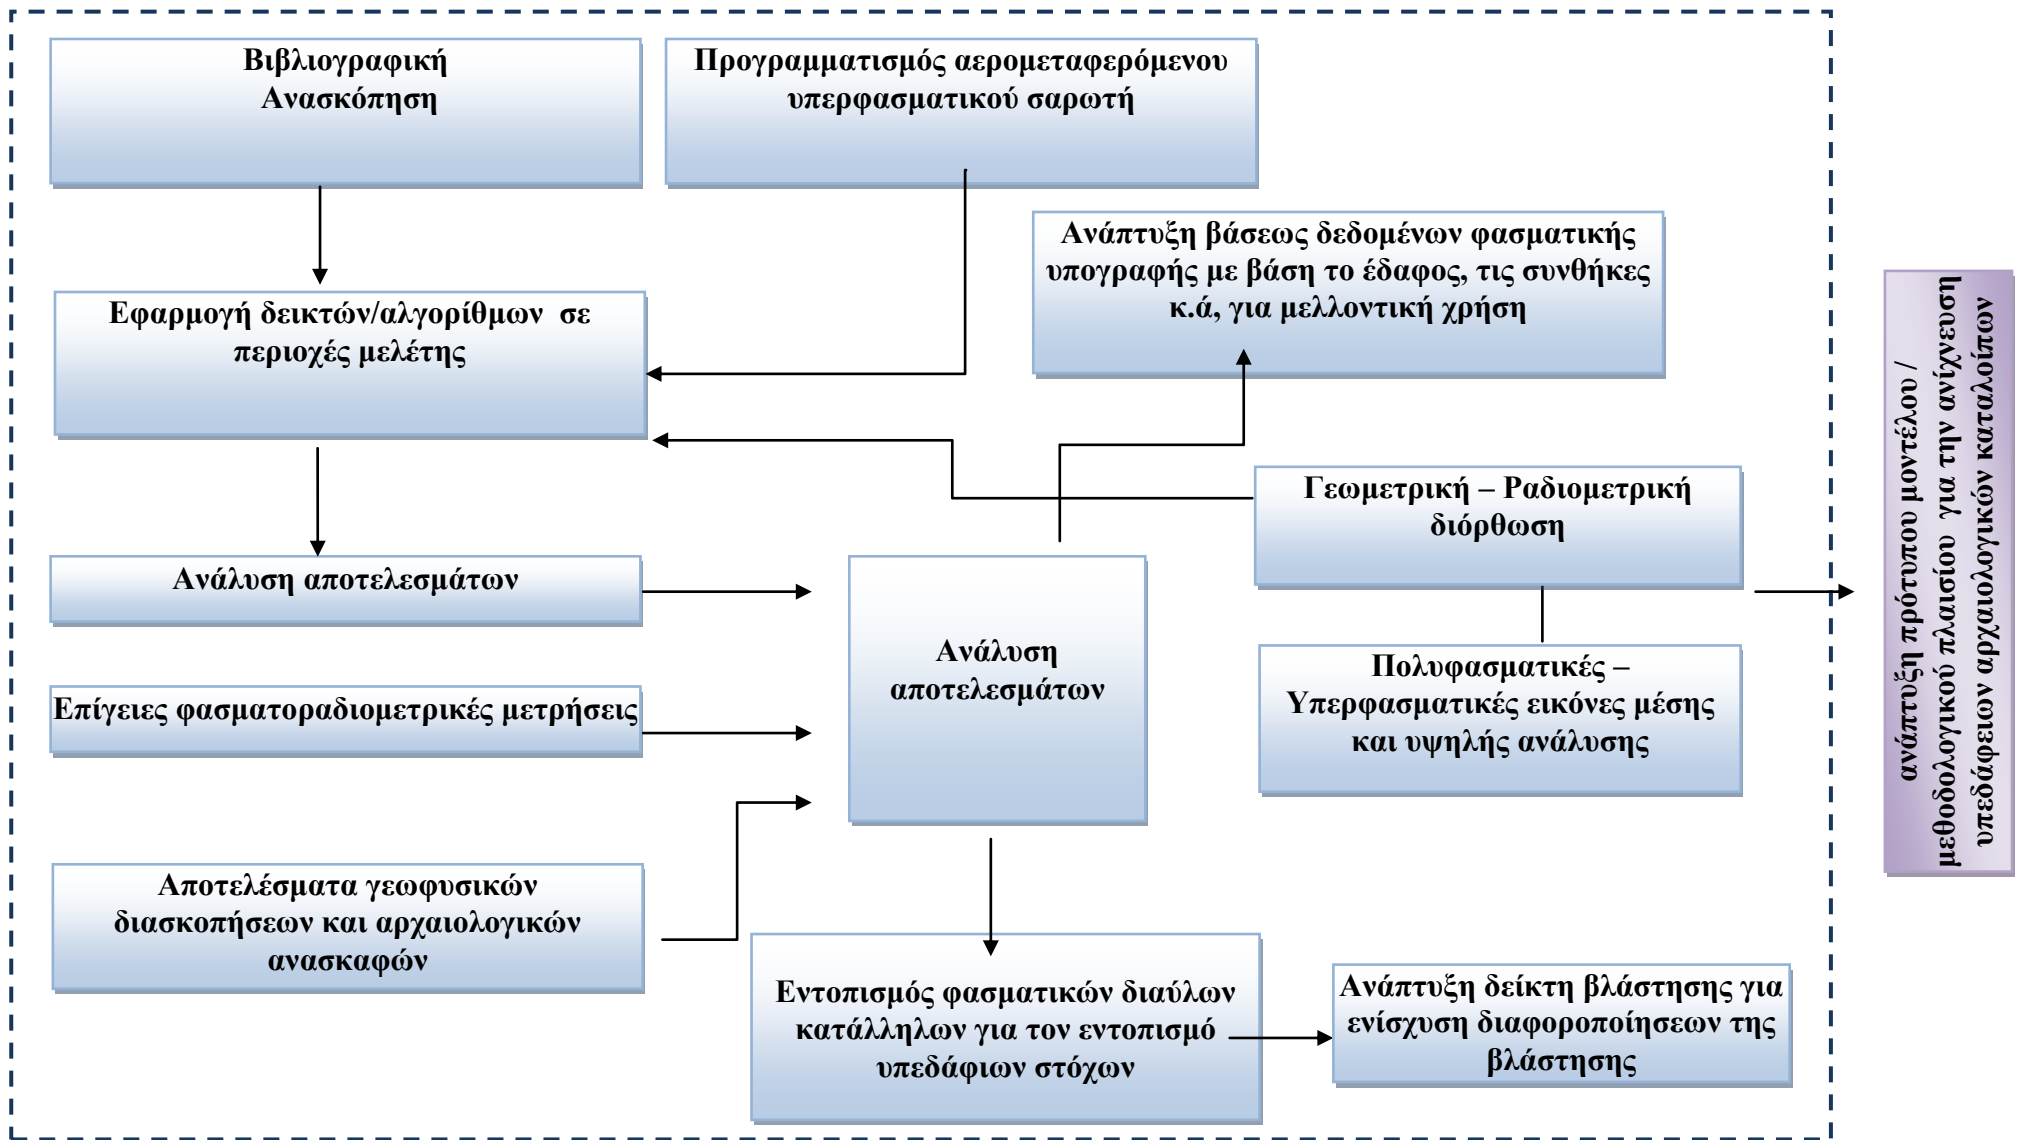 Βιβλιογραφική
Ανασκόπηση
Προγραμματισμός αερομεταφερόμενου
υπερφασματικού σαρωτή
Ανάπτυξη βάσεως δεδομένων φασματικής
υπογραφής με βάση το έδαφος, τις συνθήκες
κ.ά, για μελλοντική χρήση
Εφαρμογή δεικτών/αλγορίθμων σε
περιοχές μελέτης
Γεωμετρική – Ραδιομετρική
διόρθωση
Ανάλυση αποτελεσμάτων
Ανάλυση
αποτελεσμάτων
Πολυφασματικές –
Υπερφασματικές εικόνες μέσης
και υψηλής ανάλυσης
Επίγειες φασματοραδιομετρικές μετρήσεις
Αποτελέσματα γεωφυσικών
διασκοπήσεων και αρχαιολογικών
ανασκαφών
Εντοπισμός φασματικών διαύλων
κατάλληλων για τον εντοπισμό
υπεδάφιων στόχων
Ανάπτυξη δείκτη βλάστησης για
ενίσχυση διαφοροποίησεων της
βλάστησης
ανάπτυξη πρότυπου μοντέλου /
μεθοδολογικού πλαισίου για την ανίχνευση
υπεδάφειων αρχαιολογικών καταλοίπων